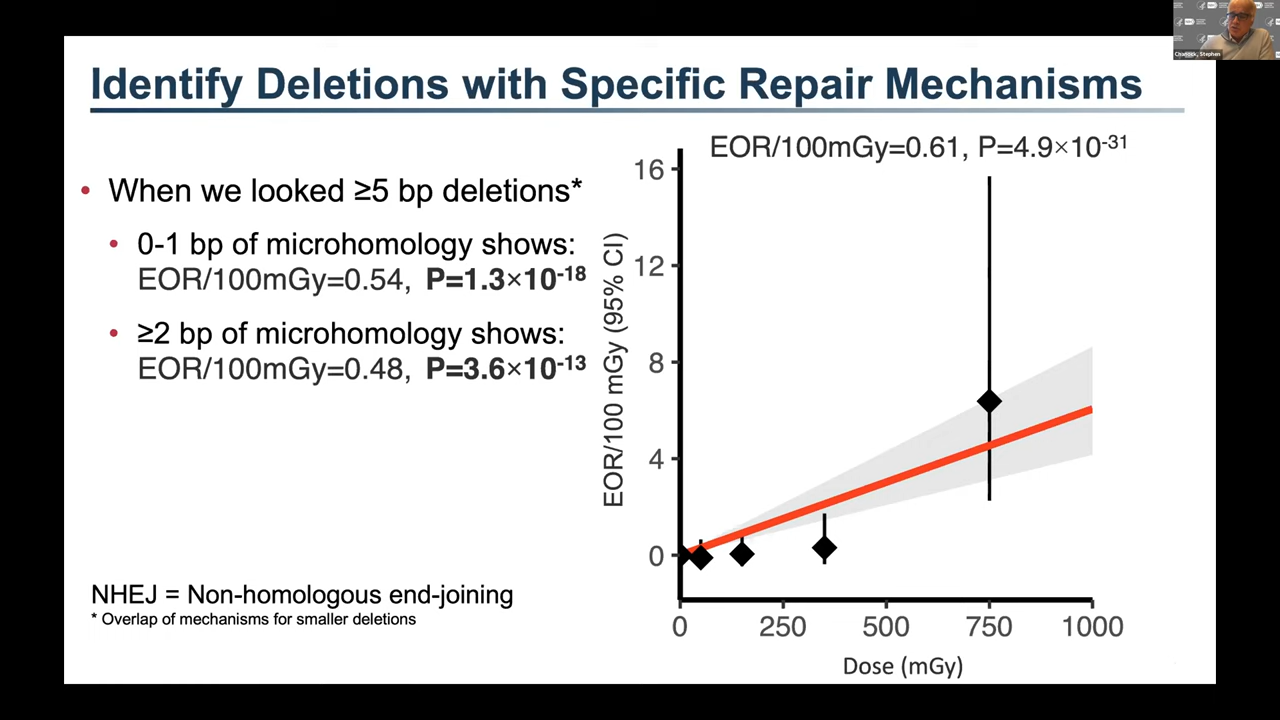 Identify Deletions with Specific Repair Mechanisms
• When we looked ≥5 bp deletions*
• 0-1 bp of microhomology shows:
EOR/100mGy=0.54, P=1.3×10⁻¹⁸
• ≥2 bp of microhomology shows:
EOR/100mGy=0.48, P=3.6×10⁻¹³
NHEJ = Non-homologous end-joining
* Overlap of mechanisms for smaller deletions
EOR/100mGy=0.61, P=4.9×10⁻³¹
EOR/100 mGy (95% CI)
16
12
8
4
0
0 250 500 750 1000
Dose (mGy)
Chanock, Stephen